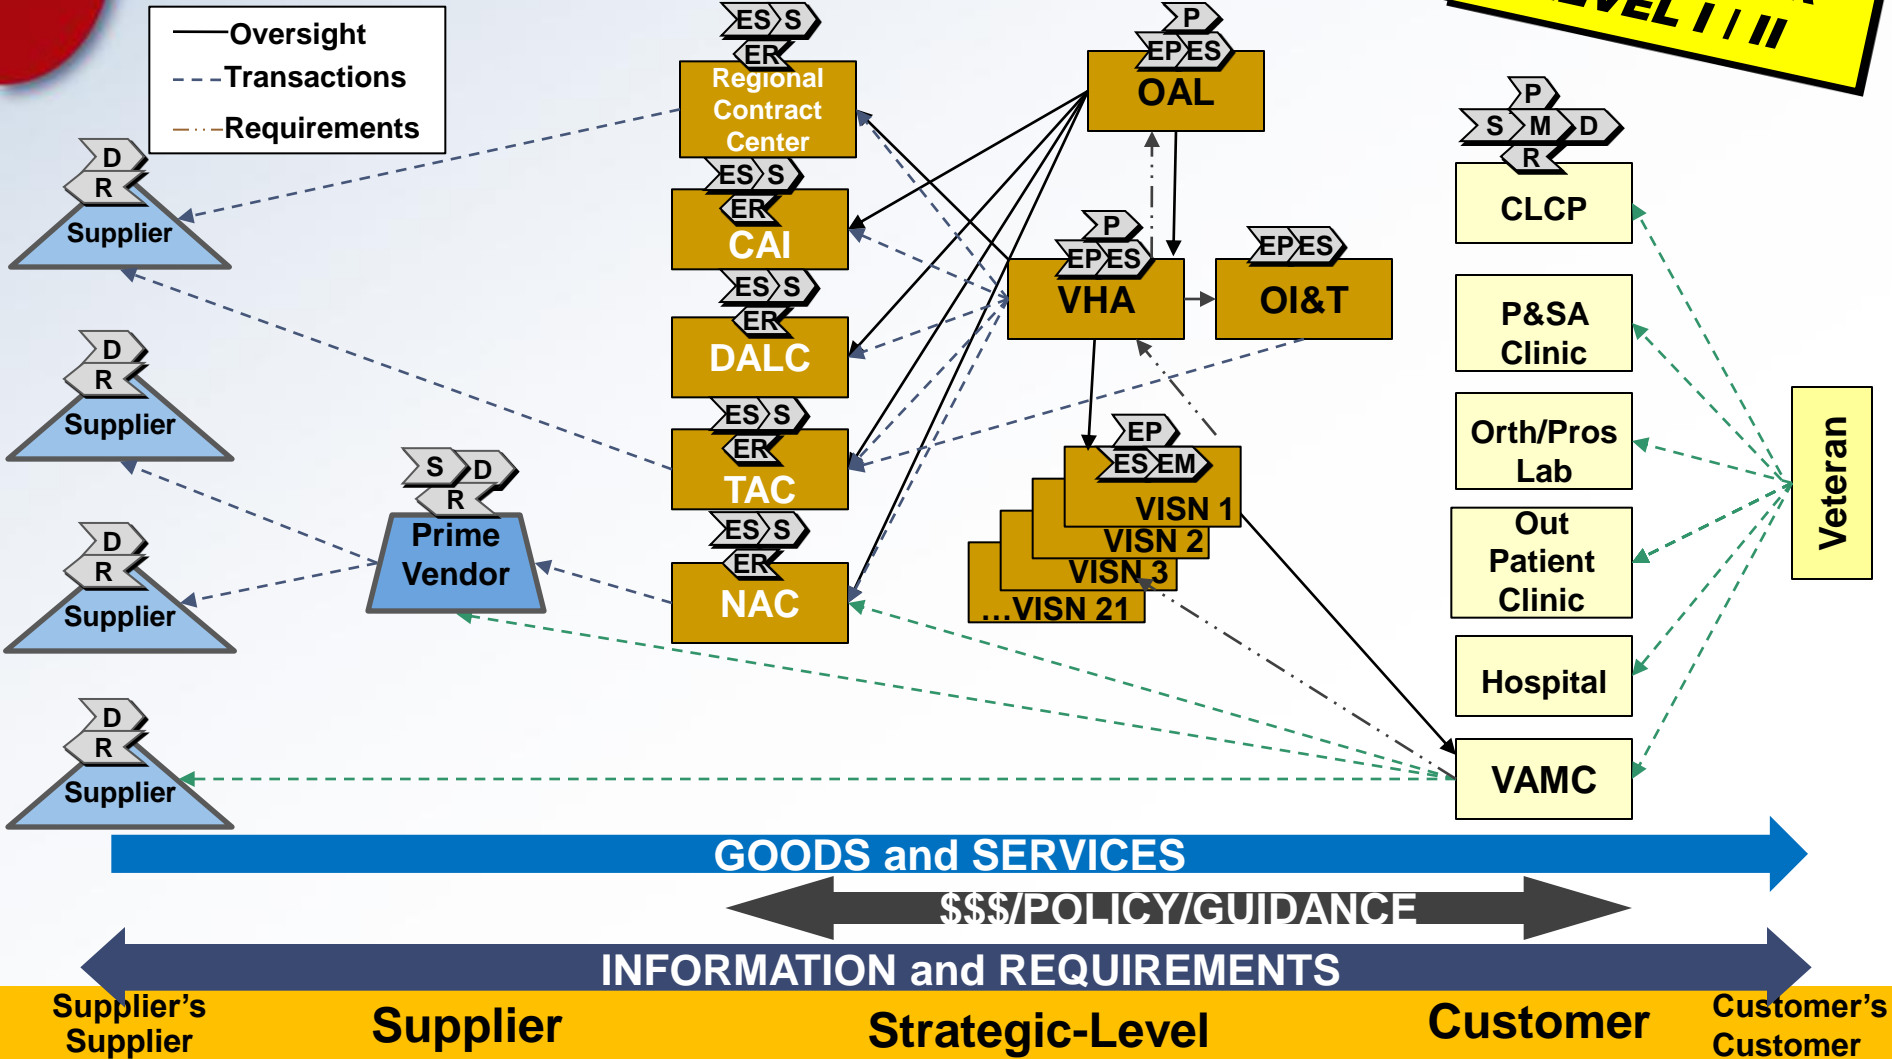 LEVEL I / II
Oversight
Transactions
Requirements
ES S
ER
Regional
Contract
Center
P
EP ES
OAL
P
S M D
R
CLCP
D
R
Supplier
ES S
ER
CAI
P
EP ES
VHA
EP ES
OI&T
ES S
ER
DALC
P&SA
Clinic
D
R
Supplier
ES S
ER
TAC
EP
ES EM
VISN 1
VISN 2
VISN 3
...VISN 21
Orth/Pros
Lab
Veteran
S D
R
Prime
Vendor
ES S
ER
NAC
Out
Patient
Clinic
D
R
Supplier
Hospital
D
R
Supplier
VAMC
GOODS and SERVICES
$$$/POLICY/GUIDANCE
INFORMATION and REQUIREMENTS
Supplier’s
Supplier
Supplier
Strategic-Level
Customer
Customer’s
Customer